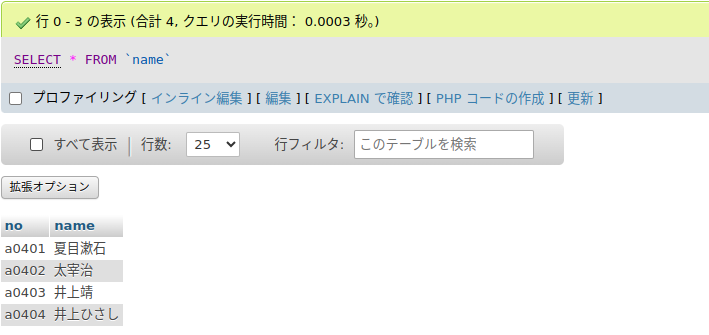 行 0 - 3 の表示 (合計 4, クエリの実行時間： 0.0003 秒。)
SELECT * FROM `name`
プロファイリング [ インライン編集 ] [ 編集 ] [ EXPLAIN で確認 ] [ PHP コードの作成 ] [ 更新 ]
すべて表示 行数: 25 行フィルタ: このテーブルを検索
拡張オプション
no name
a0401 夏目漱石
a0402 太宰治
a0403 井上靖
a0404 井上ひさし